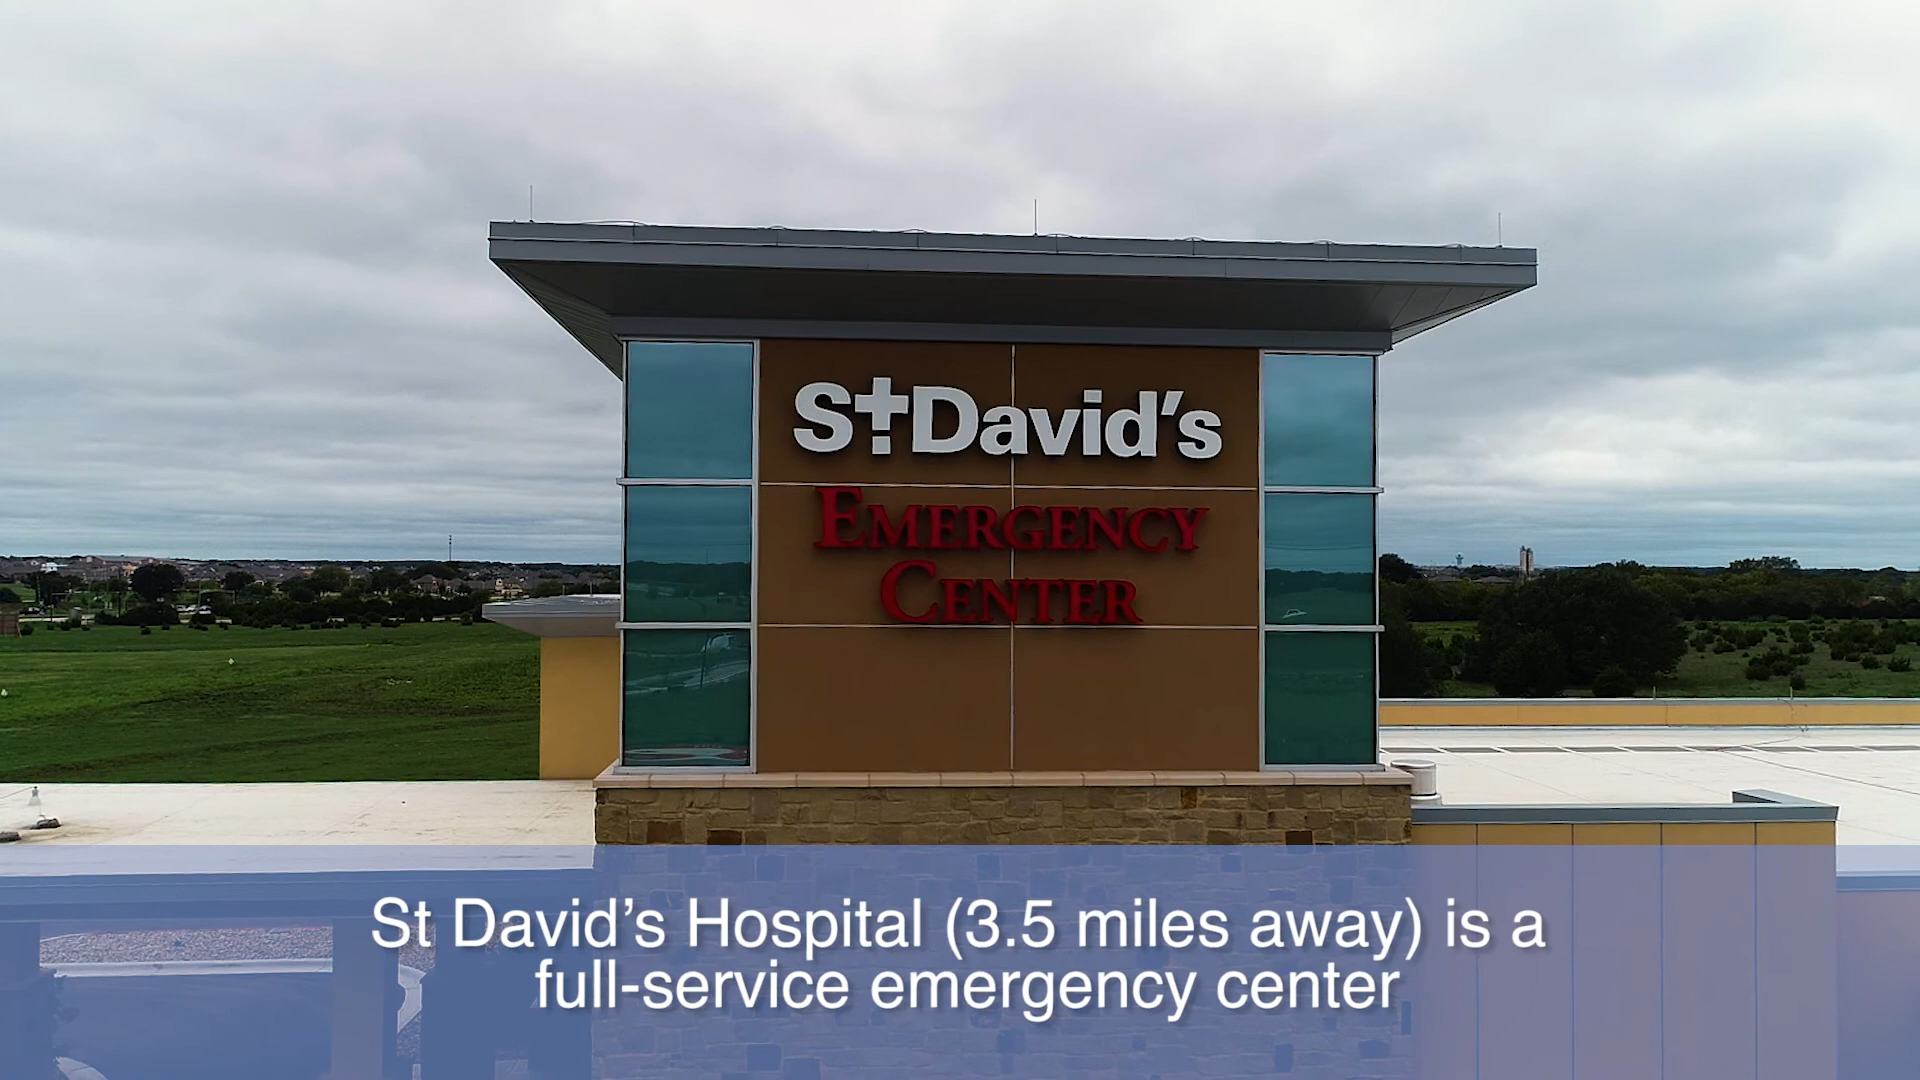 St David's
EMERGENCY
CENTER
St David’s Hospital (3.5 miles away) is a
full-service emergency center